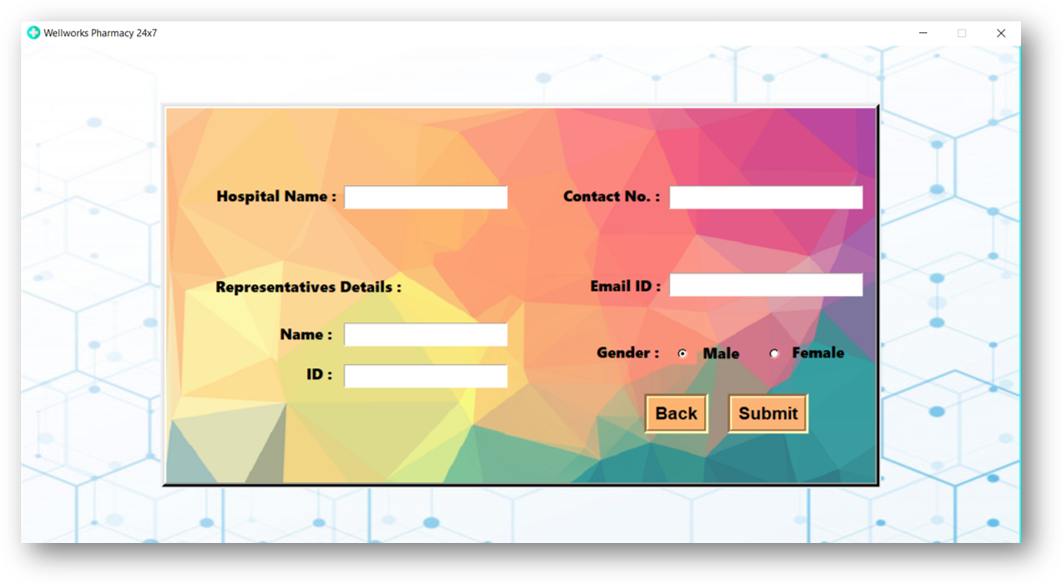 Wellworks Pharmacy 24x7
Hospital Name :
Contact No. :
Representatives Details :
Email ID :
Name :
Gender :
Male
Female
ID :
Back
Submit